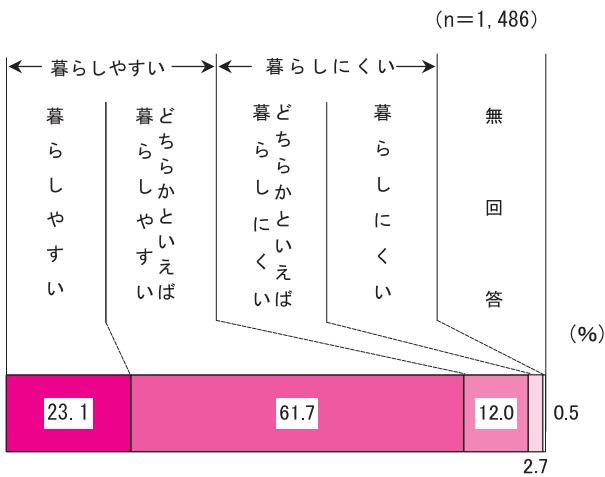 (n=1,486)
暮らしやすい
暮らしにくい
暮らしやすい
どちらかといえば
暮らしやすい
どちらかといえば
暮らしにくい
暮らしにくい
無回答
(%)
23.1
61.7
12.0
0.5
2.7